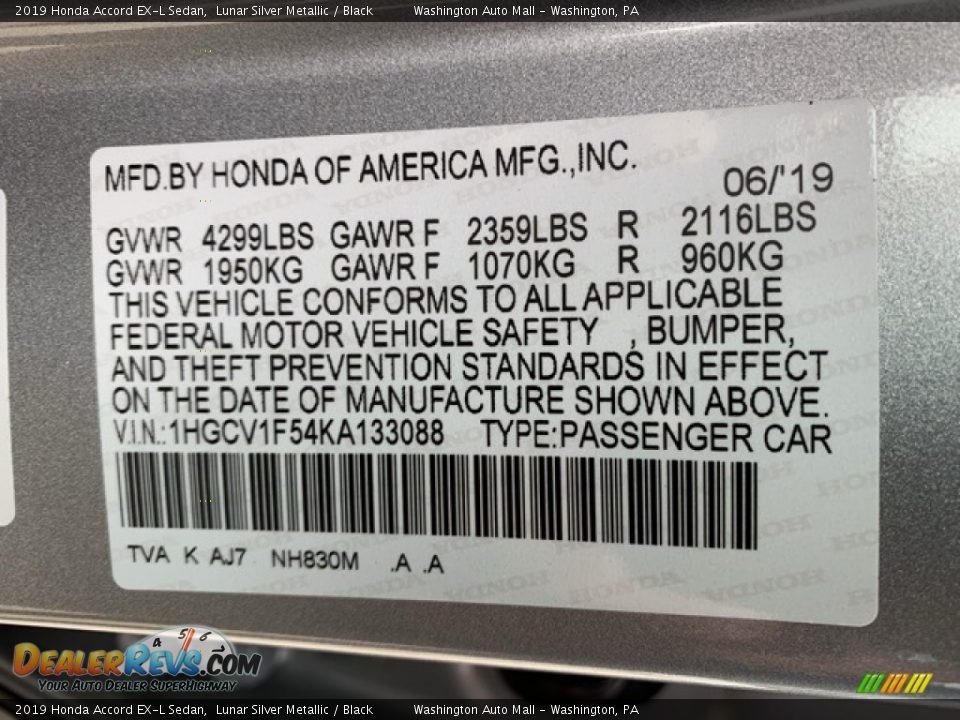 2019 Honda Accord EX-L Sedan, Lunar Silver Metallic / Black Washington Auto Mall - Washington, PA
MFD.BY HONDA OF AMERICA MFG.,INC.
06/'19
GVWR 4299LBS GAWR F 2359LBS R 2116LBS
GVWR 1950KG GAWR F 1070KG R 960KG
THIS VEHICLE CONFORMS TO ALL APPLICABLE
FEDERAL MOTOR VEHICLE SAFETY , BUMPER,
AND THEFT PREVENTION STANDARDS IN EFFECT
ON THE DATE OF MANUFACTURE SHOWN ABOVE.
V.I.N.:1HGCV1F54KA133088 TYPE:PASSENGER CAR
TVA K AJ7 NH830M .A .A
4 5 6
DEALERREVS.COM
YOUR AUTO DEALER SUPERHIGHWAY
2019 Honda Accord EX-L Sedan, Lunar Silver Metallic / Black Washington Auto Mall - Washington, PA